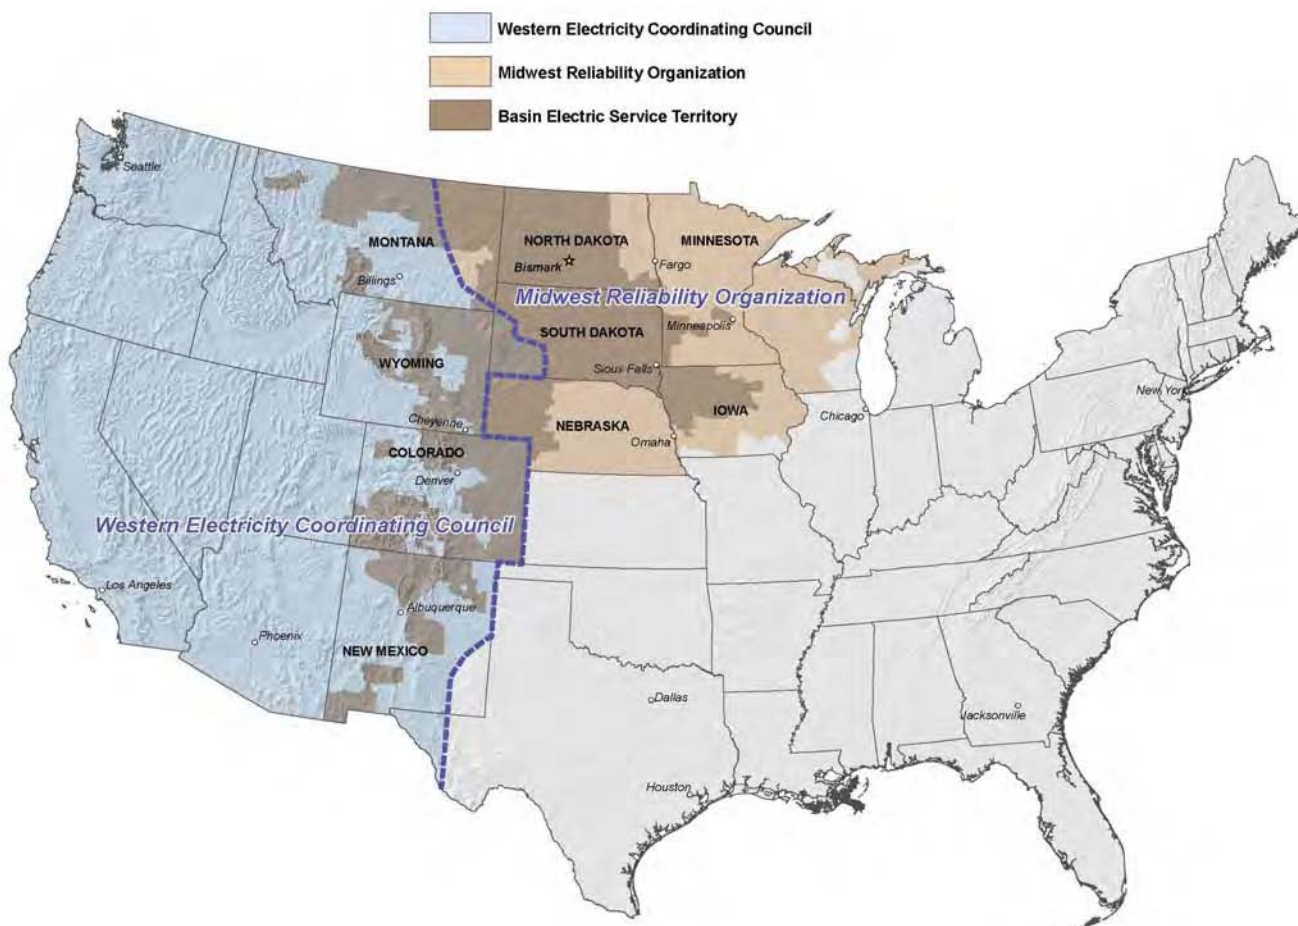 Western Electricity Coordinating Council
Midwest Reliability Organization
Basin Electric Service Territory
Seattle
MONTANA
NORTH DAKOTA
MINNESOTA
Bismark
Fargo
Billings
Midwest Reliability Organization
Minneapolis
SOUTH DAKOTA
WYOMING
Sioux Falls
New York
Cheyenne
IOWA
Chicago
NEBRASKA
Omaha
COLORADO
Denver
Western Electricity Coordinating Council
Los Angeles
Albuquerque
Phoenix
NEW MEXICO
Dallas
Jacksonville
Houston